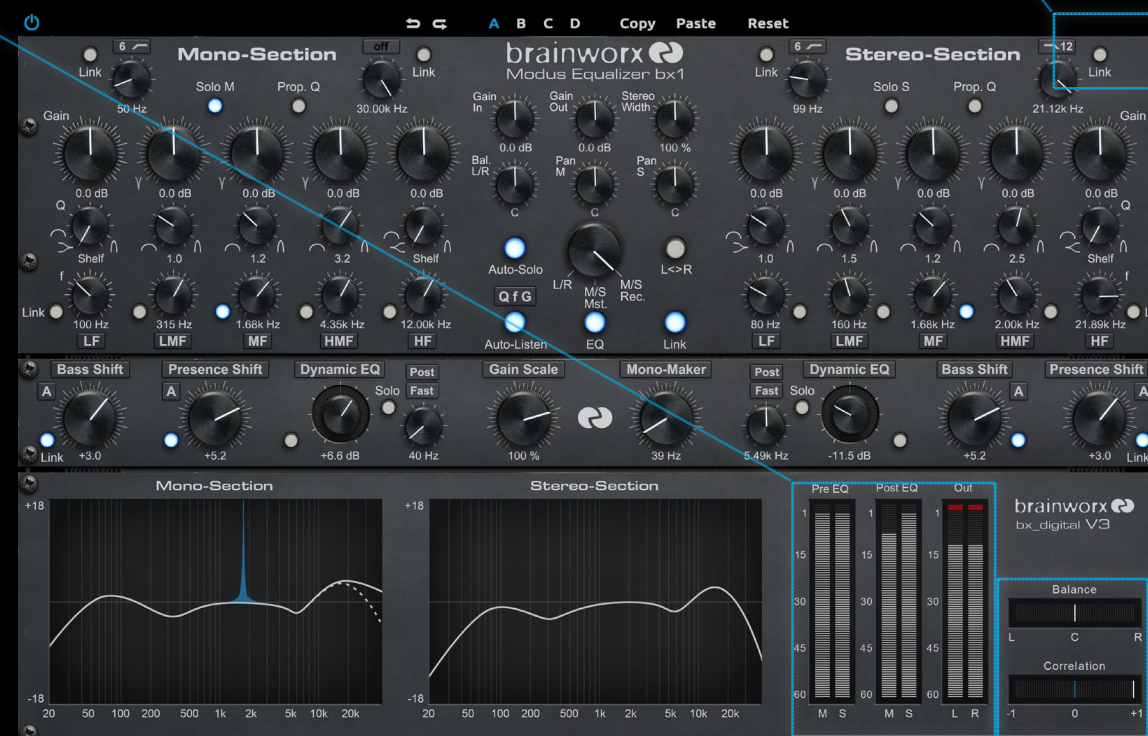 A B C D Copy Paste Reset
6 off 6 12
Mono-Section brainworx Stereo-Section
Link Link Modus Equalizer bx1 Link Link
Solo M Prop. Q Solo S Prop. Q
50 Hz 30.00k Hz 99 Hz 21.12k Hz
Gain Gain In Gain Out Stereo Width Gain
0.0 dB 0.0 dB 100 %
Bal. L/R Pan M Pan S
0.0 dB 0.0 dB 0.0 dB 0.0 dB 0.0 dB 0.0 dB 0.0 dB 0.0 dB 0.0 dB 0.0 dB
Q C C C Q
Shelf 1.0 1.2 3.2 Shelf 1.0 1.5 1.2 2.5 Shelf
Auto-Solo L<>R
L/R M/S Mst. M/S Rec.
f Q f G f
Link Link
100 Hz 315 Hz 1.68k Hz 4.35k Hz 12.00k Hz 80 Hz 160 Hz 1.68k Hz 2.00k Hz 21.89k Hz
LF LMF MF HMF HF Auto-Listen EQ Link LF LMF MF HMF HF
Bass Shift Presence Shift Dynamic EQ Post Gain Scale Mono-Maker Post Dynamic EQ Bass Shift Presence Shift
A A Solo Fast Fast Solo A A
Link +3.0 +5.2 +6.6 dB 40 Hz 100 % 39 Hz 5.49k Hz -11.5 dB +5.2 +3.0 Link
Mono-Section Stereo-Section Pre EQ Post EQ Out
+18 +18 1 1 1
brainworx
bx_digital V3
15 15 15
30 30 30
Balance
L C R
45 45 45
Correlation
-18 -18 60 60 60
20 50 100 200 500 1k 2k 5k 10k 20k 20 50 100 200 500 1k 2k 5k 10k 20k M S M S L R -1 0 +1